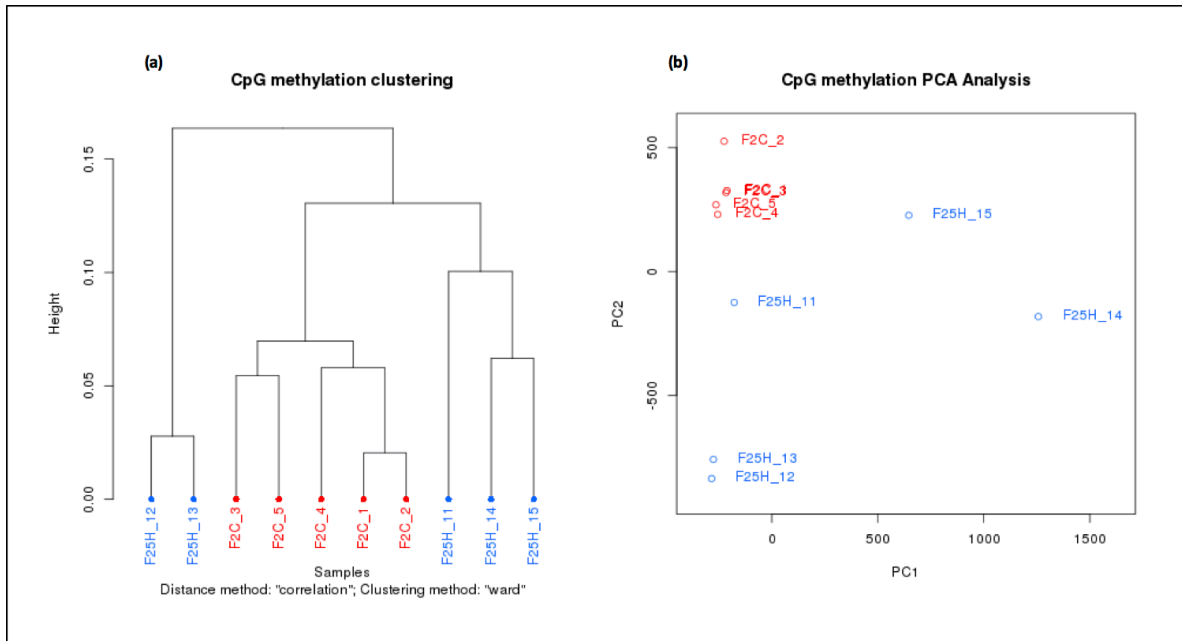 (a)
CpG methylation clustering
Height
0.15
0.10
0.05
0.00
F25H_12
F25H_13
F2C_3
F2C_5
F2C_4
F2C_1
F2C_2
F25H_11
F25H_14
F25H_15
Samples
Distance method: "correlation"; Clustering method: "ward"
(b)
CpG methylation PCA Analysis
PC2
500
0
-500
F2C_2
F2C_3
F2C_5
F2C_4
F25H_15
F25H_11
F25H_14
F25H_13
F25H_12
0 500 1000 1500
PC1